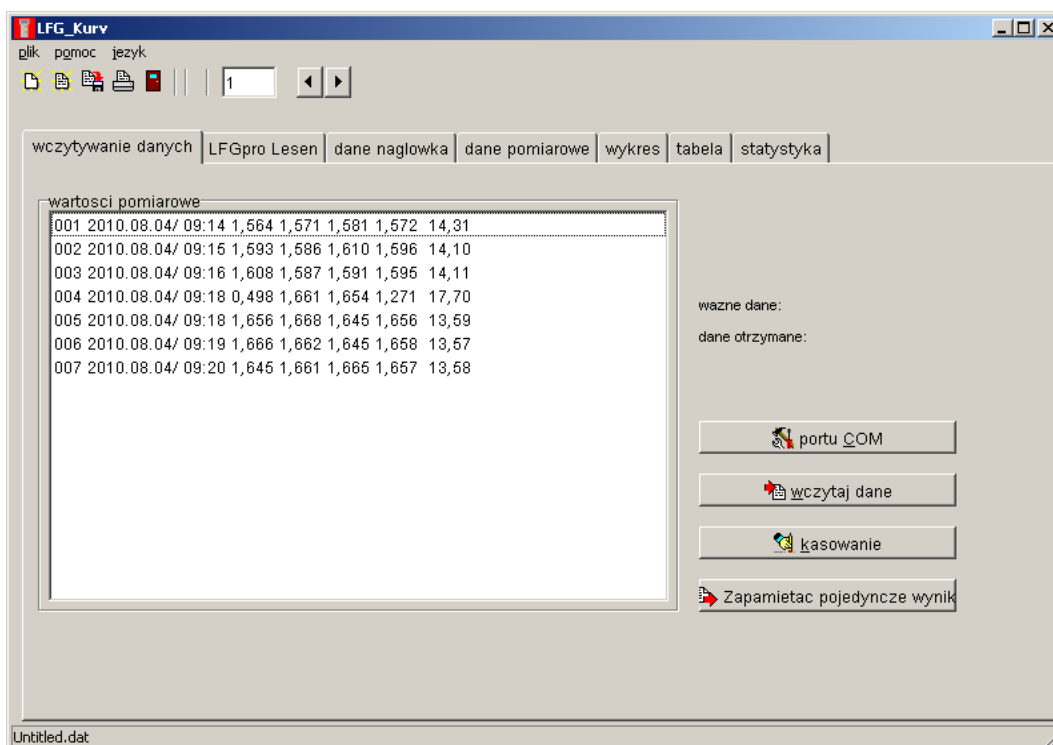 LFG_Kurv
plik pomoc jezyk
1
wczytywanie danych LFGpro Lesen dane naglowka dane pomiarowe wykres tabela statystyka
wartosci pomiarowe
001 2010.08.04/ 09:14 1,564 1,571 1,581 1,572 14,31
002 2010.08.04/ 09:15 1,593 1,586 1,610 1,596 14,10
003 2010.08.04/ 09:16 1,608 1,587 1,591 1,595 14,11
004 2010.08.04/ 09:18 0,498 1,661 1,654 1,271 17,70
005 2010.08.04/ 09:18 1,656 1,668 1,645 1,656 13,59
006 2010.08.04/ 09:19 1,666 1,662 1,645 1,658 13,57
007 2010.08.04/ 09:20 1,645 1,661 1,665 1,657 13,58
wazne dane:
dane otrzymane:
portu COM
wczytaj dane
kasowanie
Zapamietac pojedyncze wynik
Untitled.dat